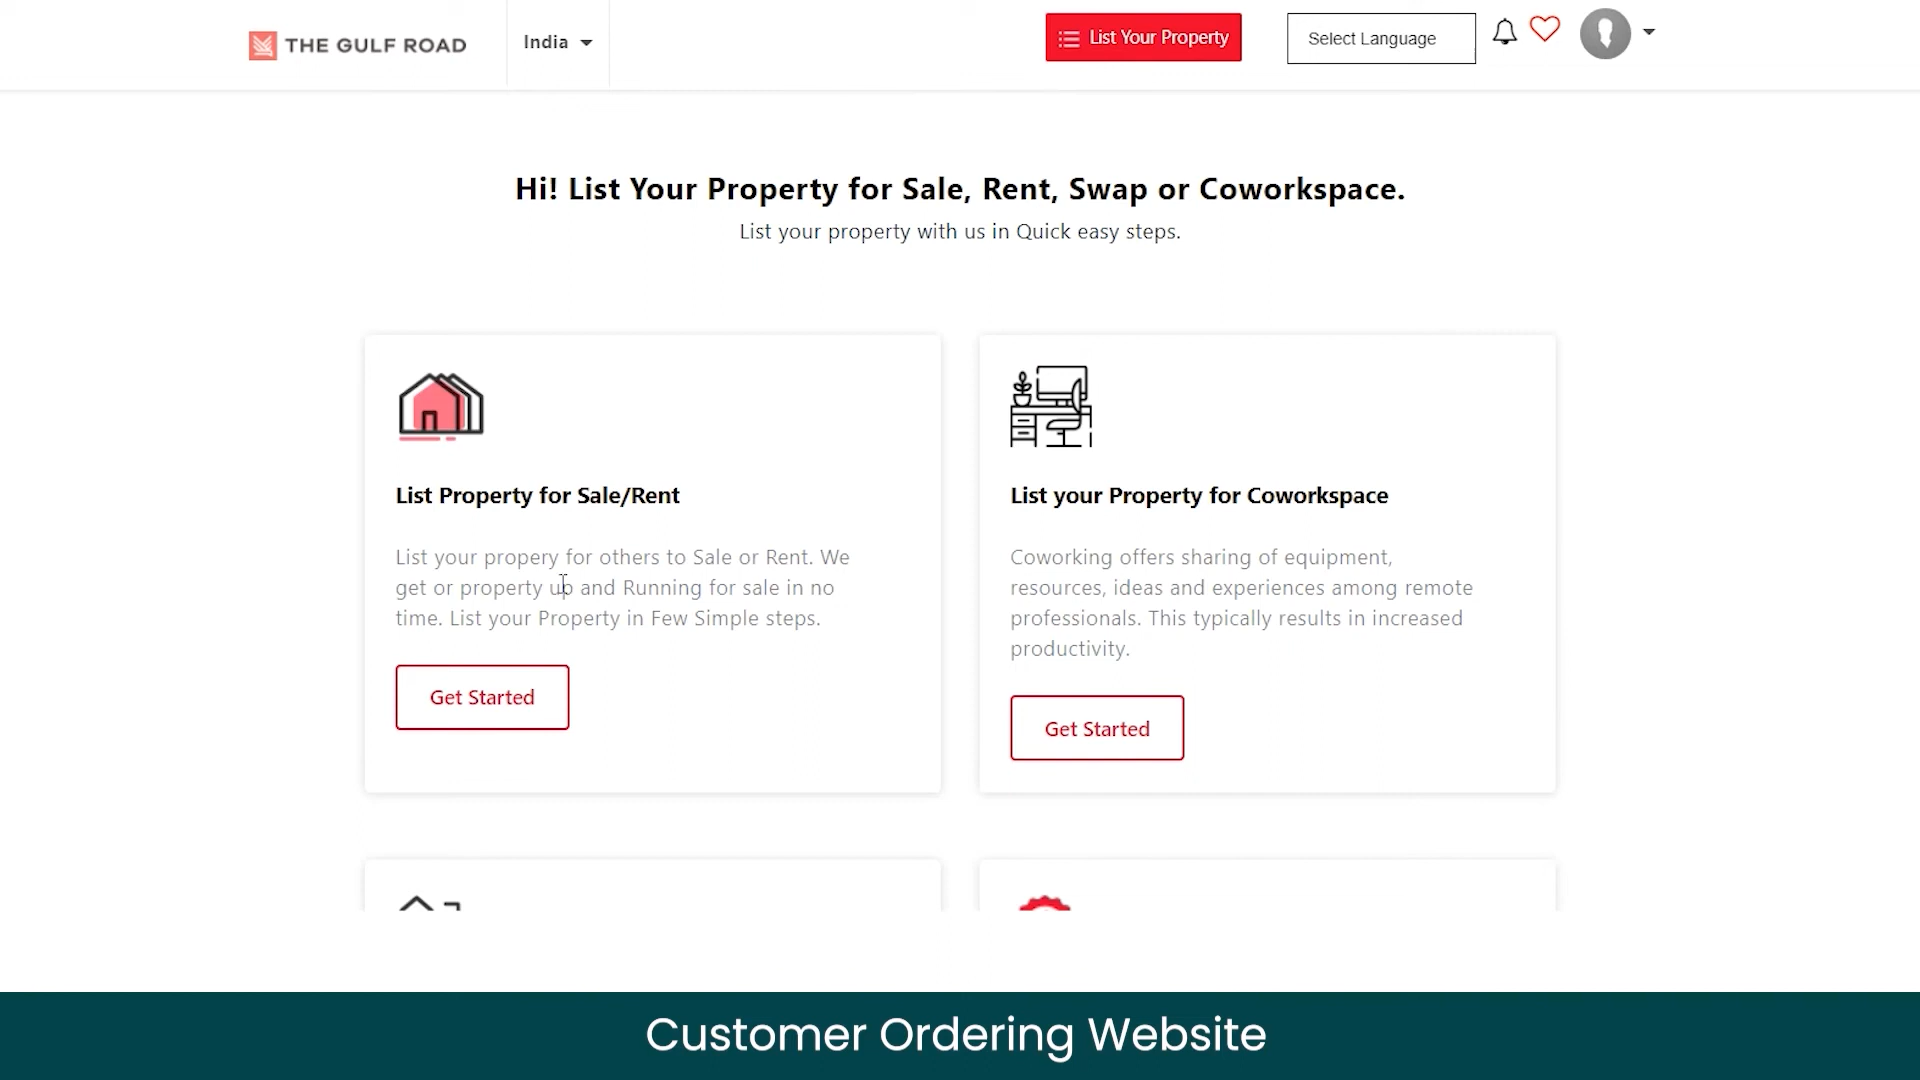 THE GULF ROAD
India
List Your Property
Select Language
Hi! List Your Property for Sale, Rent, Swap or Coworkspace.
List your property with us in Quick easy steps.
List Property for Sale/Rent
List your propery for others to Sale or Rent. We
get or property up and Running for sale in no
time. List your Property in Few Simple steps.
Get Started
List your Property for Coworkspace
Coworking offers sharing of equipment,
resources, ideas and experiences among remote
professionals. This typically results in increased
productivity.
Get Started
Customer Ordering Website